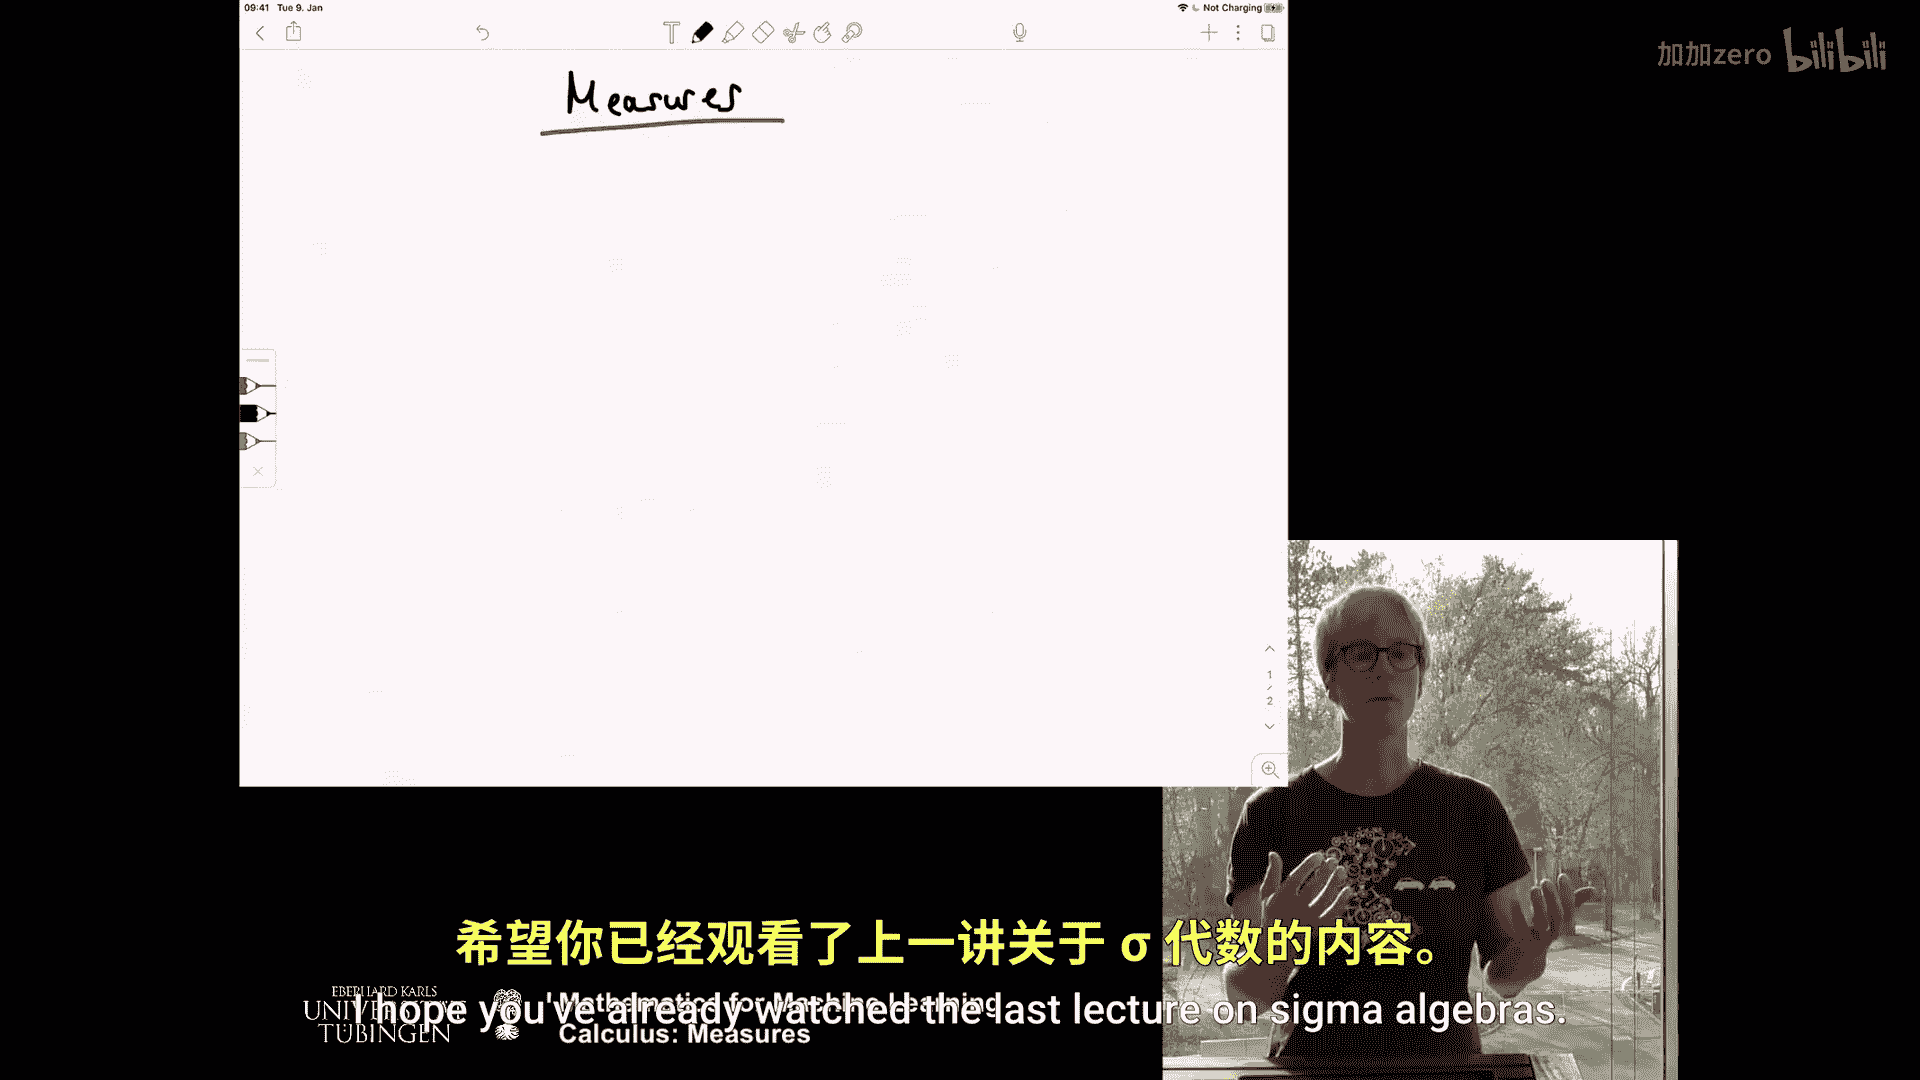 09:41 Tue 9. Jan
Not Charging
加加zero bilibili
Measures
1
2
希望你已经观看了上一讲关于 σ 代数的内容。
I hope you've already watched the last lecture on sigma algebras.
EBERHARD KARLS
UNIVERSITÄT
TÜBINGEN
Mathematics for Machine Learning
Calculus: Measures